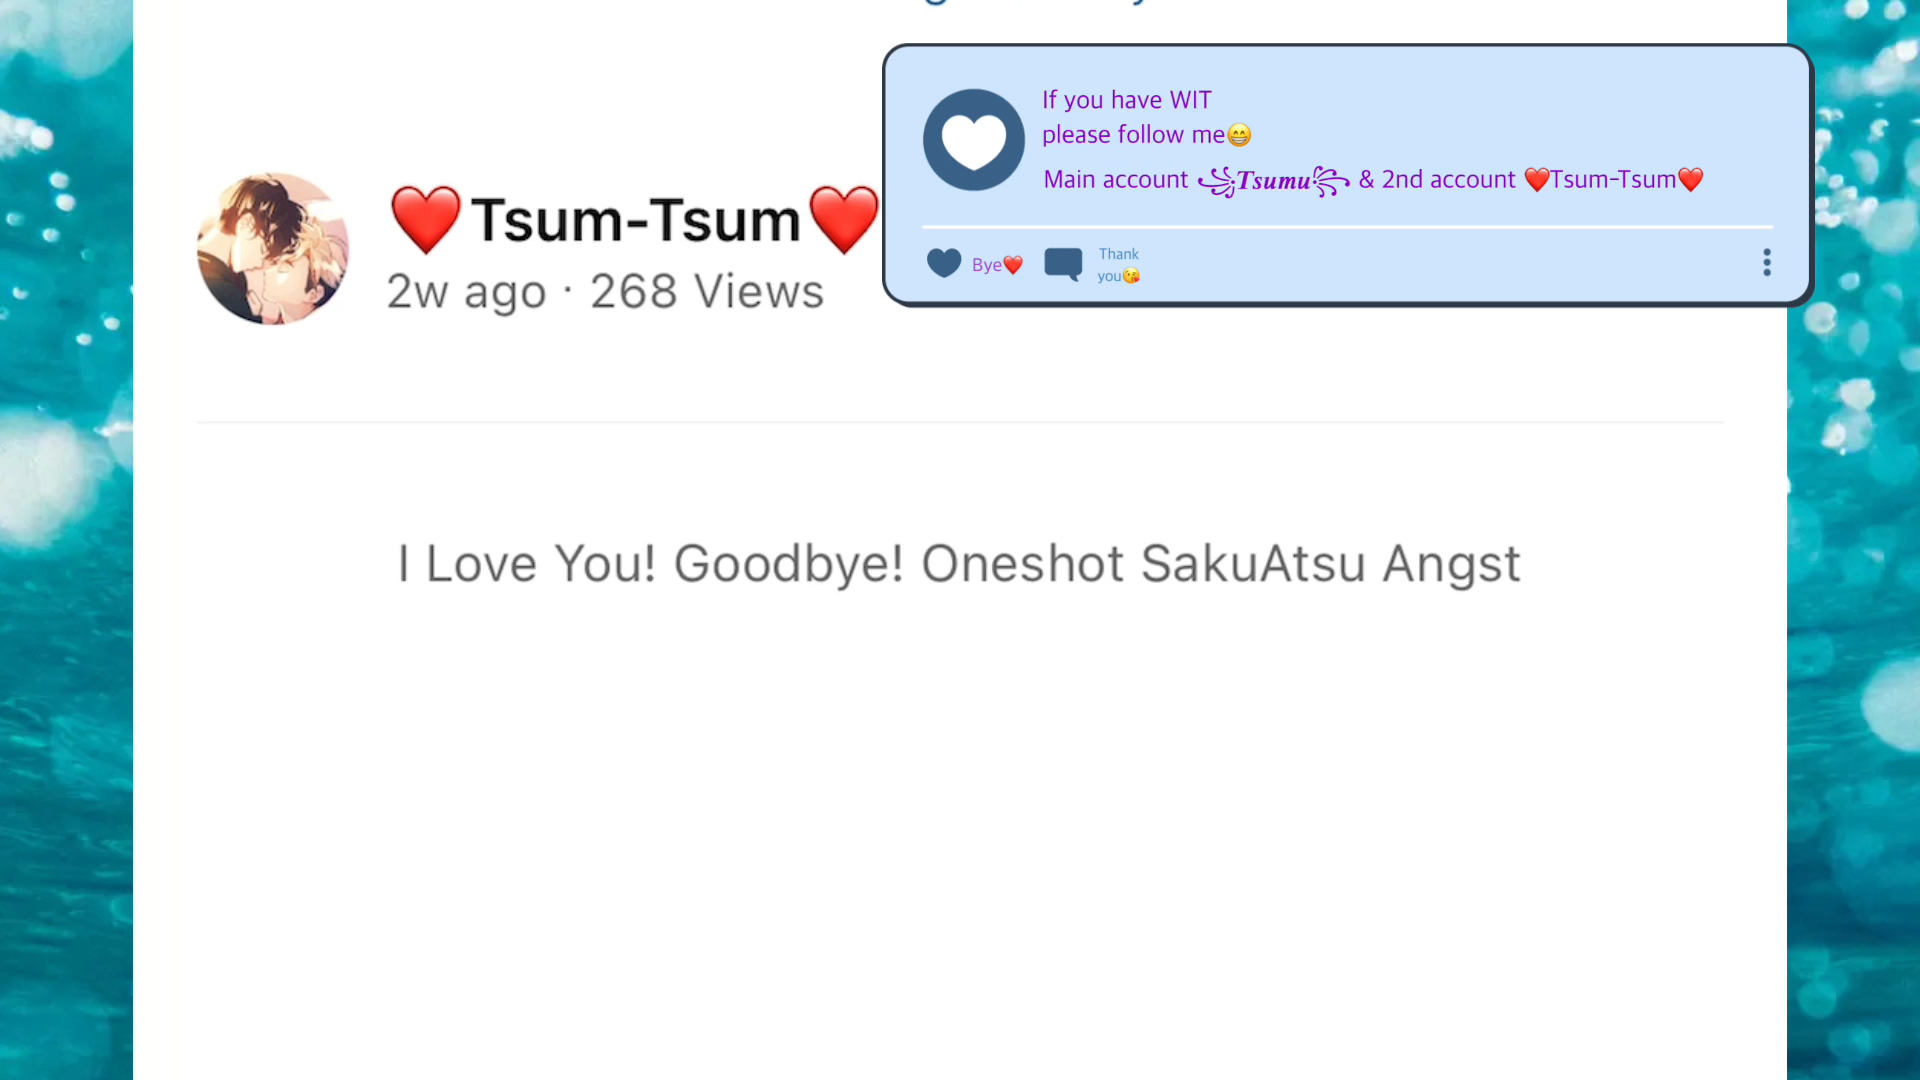 If you have WIT
please follow me😁
Main account ꧁Tsumu꧂ & 2nd account ❤️Tsum-Tsum❤️
❤️Tsum-Tsum❤️
2w ago · 268 Views
Bye❤️
Thank
you😘
I Love You! Goodbye! Oneshot SakuAtsu Angst